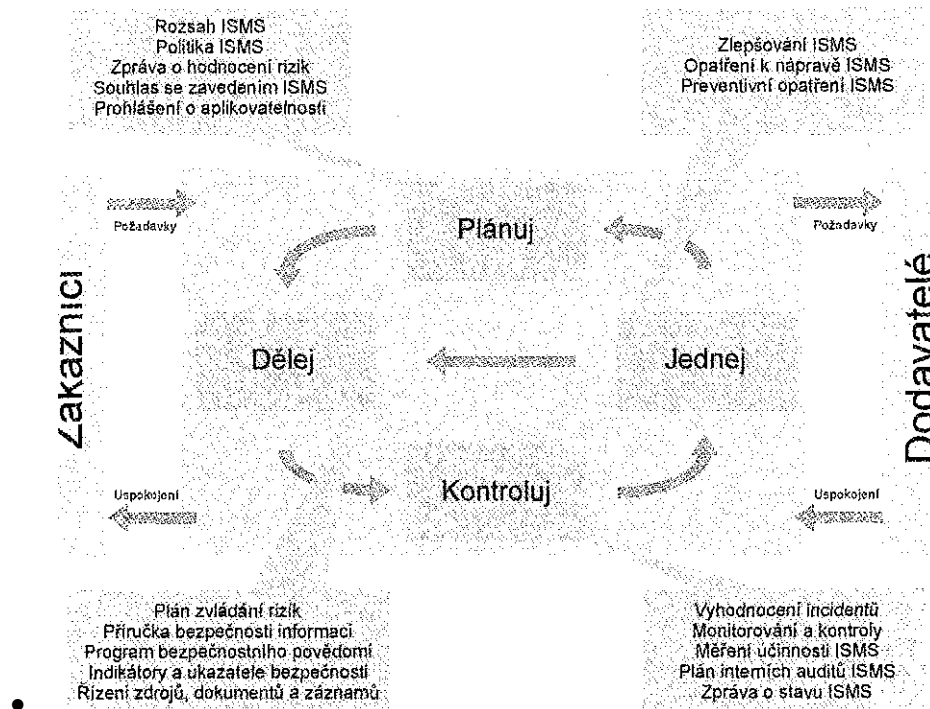 Rozsah ISMS
Politika ISMS
Zpráva o hodnocení rizik
Souhlas se zavedením ISMS
Prohlášení o aplikovatelnosti
Zlepšování ISMS
Opatření k nápravě ISMS
Preventivní opatření ISMS
Požadavky
Plánuj
Požadavky
Zákazníci
Dělej
Jednej
Dodavatelé
Uspokojení
Kontroluj
Uspokojení
Plán zvládání rizik
Příručka bezpečnosti informací
Program bezpečnostního povědomí
Indikátory a ukazatele bezpečnosti
Řízení zdrojů, dokumentů a záznamů
Vyhodnocení incidentů
Monitorování a kontroly
Měření účinnosti ISMS
Plán interních auditů ISMS
Zpráva o stavu ISMS